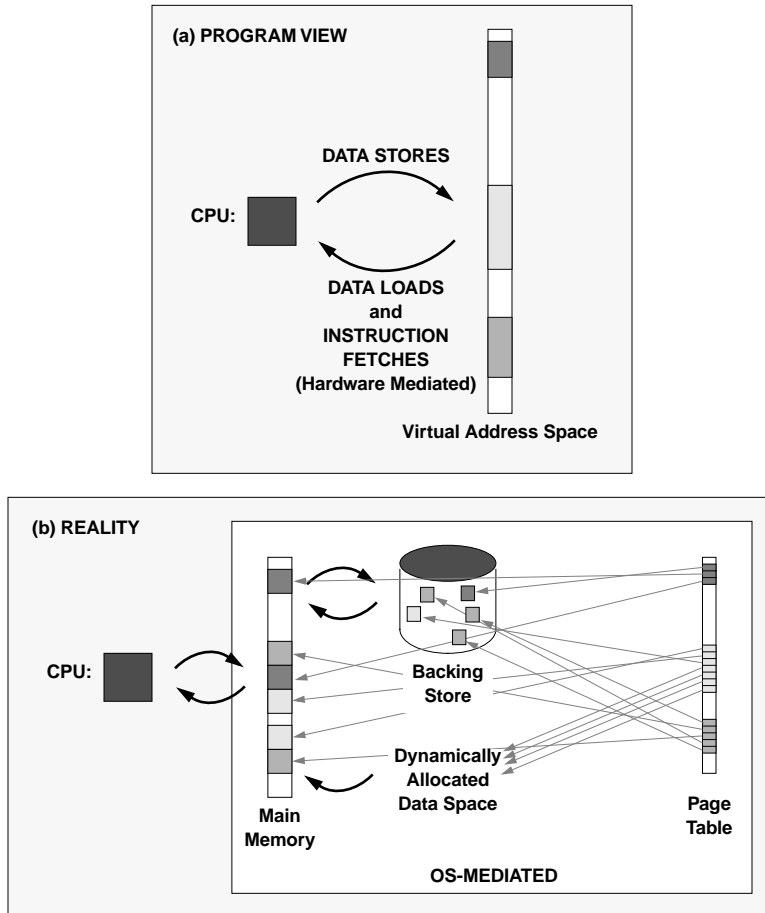 (a) PROGRAM VIEW
DATA STORES
CPU:
DATA LOADS
and
INSTRUCTION
FETCHES
(Hardware Mediated)
Virtual Address Space
(b) REALITY
CPU:
Backing
Store
Dynamically
Allocated
Data Space
Main
Memory
Page
Table
OS-MEDIATED